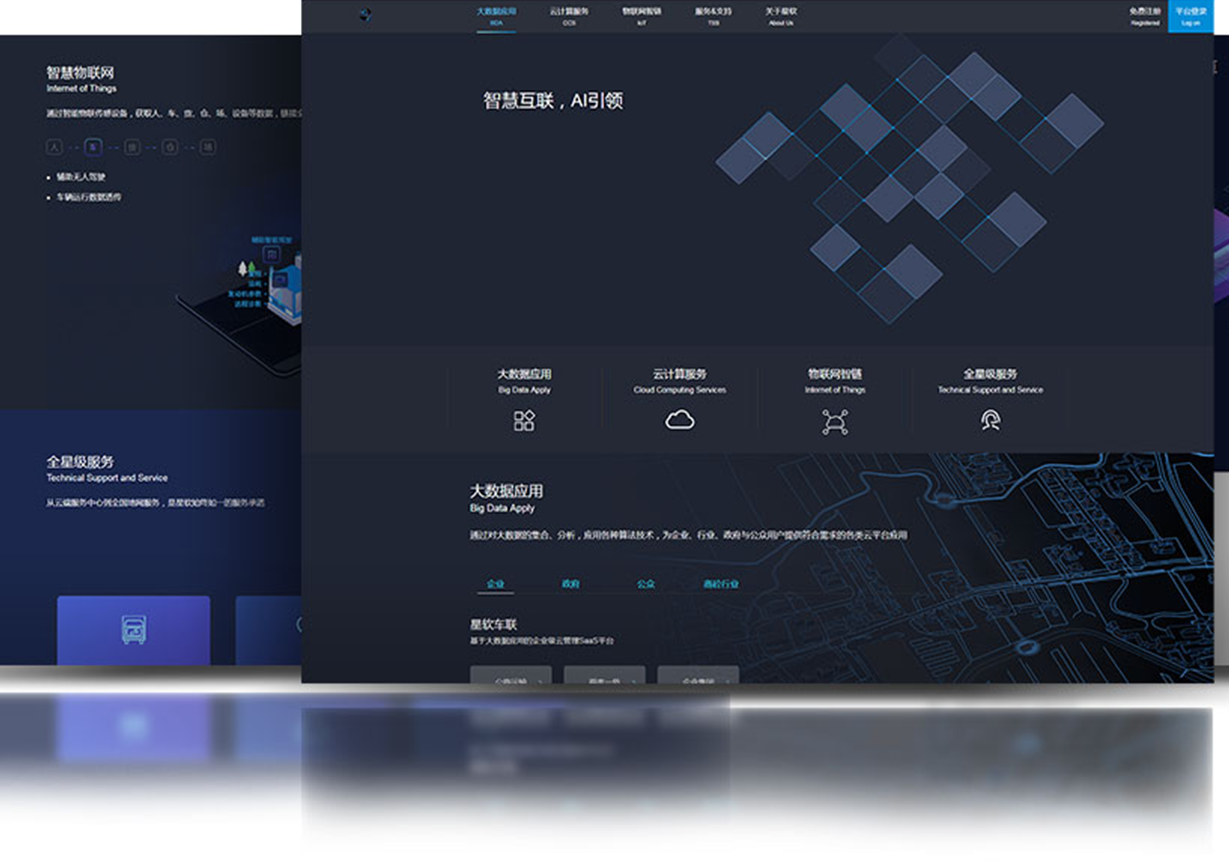 大数据应用
BDA
云计算服务
CCS
物联网智链
IoT
服务&支持
TSS
关于星软
About Us
免费注册
Registered
平台登录
Log on
智慧互联，AI引领
大数据应用
Big Data Apply
云计算服务
Cloud Computing Services
物联网智链
Internet of Things
全星级服务
Technical Support and Service
大数据应用
Big Data Apply
通过对大数据的集合、分析，应用各种算法技术，为企业、行业、政府与公众用户提供符合需求的各类云平台应用
企业
政府
公众
商砼行业
星软车联
基于大数据应用的企业级云管理SaaS平台
智慧物联网
Internet of Things
通过智能物联传感设备，获取人、车、货、仓、场、设备等数据，链接
人
车
货
仓
场
辅助无人驾驶
车辆运行数据透传
全星级服务
Technical Support and Service
从云端服务中心到全国地网服务，是星软始终如一的服务承诺